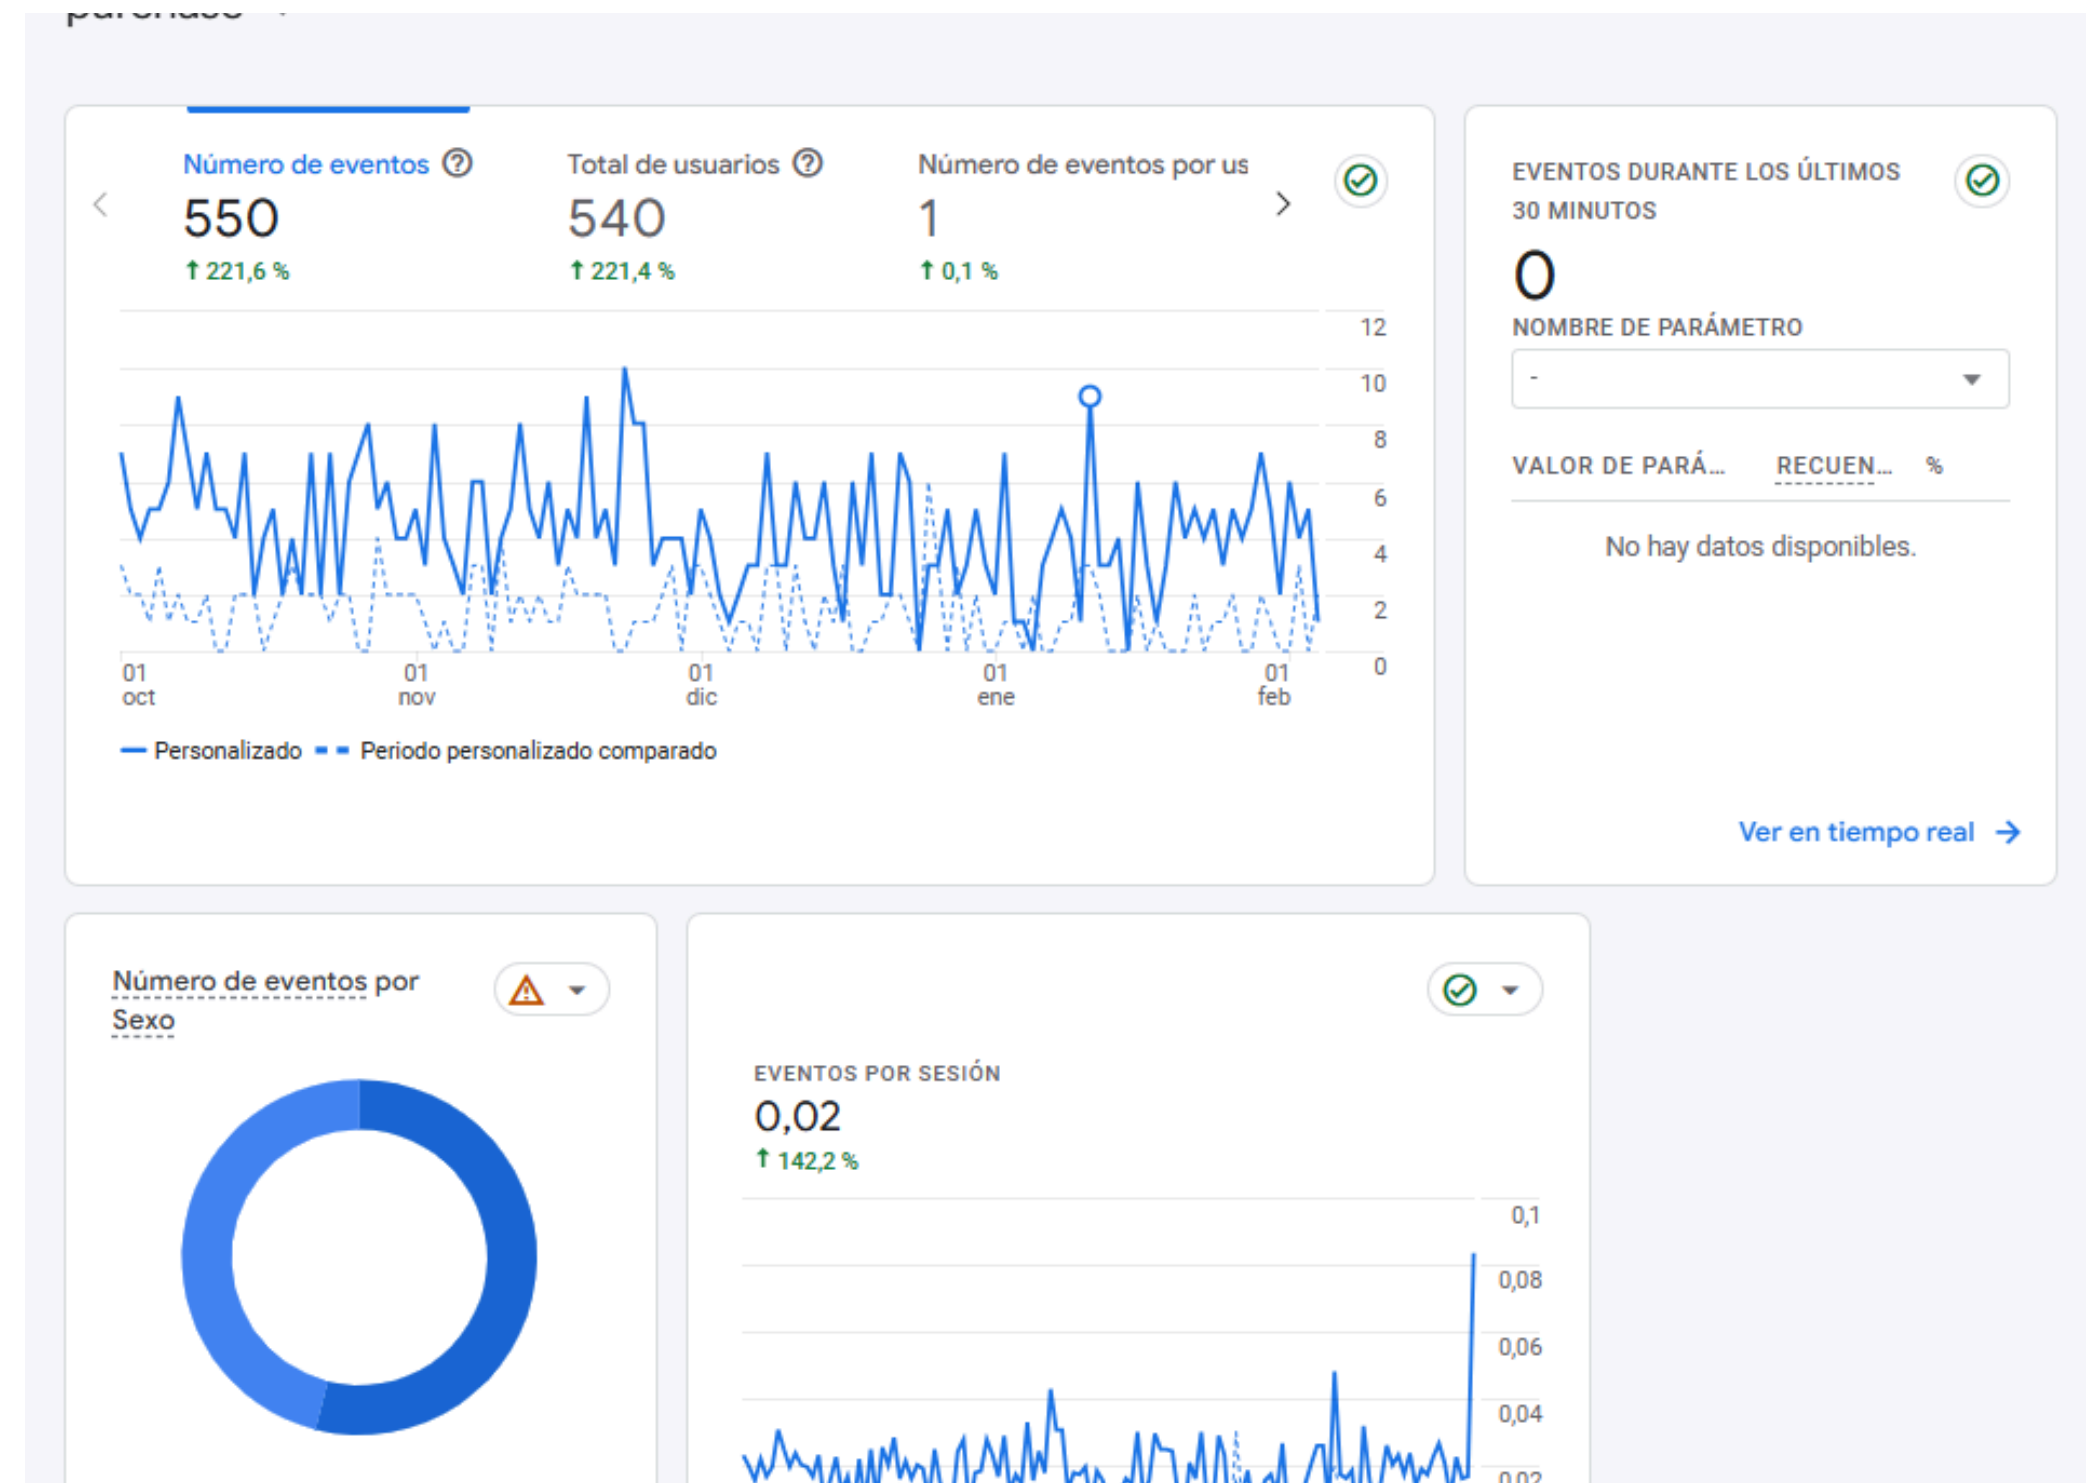 purchase
Número de eventos
550
↑ 221,6 %
Total de usuarios
540
↑ 221,4 %
Número de eventos por us
1
↑ 0,1 %
12
10
8
6
4
2
0
01 oct
01 nov
01 dic
01 ene
01 feb
Personalizado
Periodo personalizado comparado
EVENTOS DURANTE LOS ÚLTIMOS
30 MINUTOS
0
NOMBRE DE PARÁMETRO
-
VALOR DE PARÁ... RECUEN... %
No hay datos disponibles.
Ver en tiempo real
Número de eventos por
Sexo
EVENTOS POR SESIÓN
0,02
↑ 142,2 %
0,1
0,08
0,06
0,04
0,02